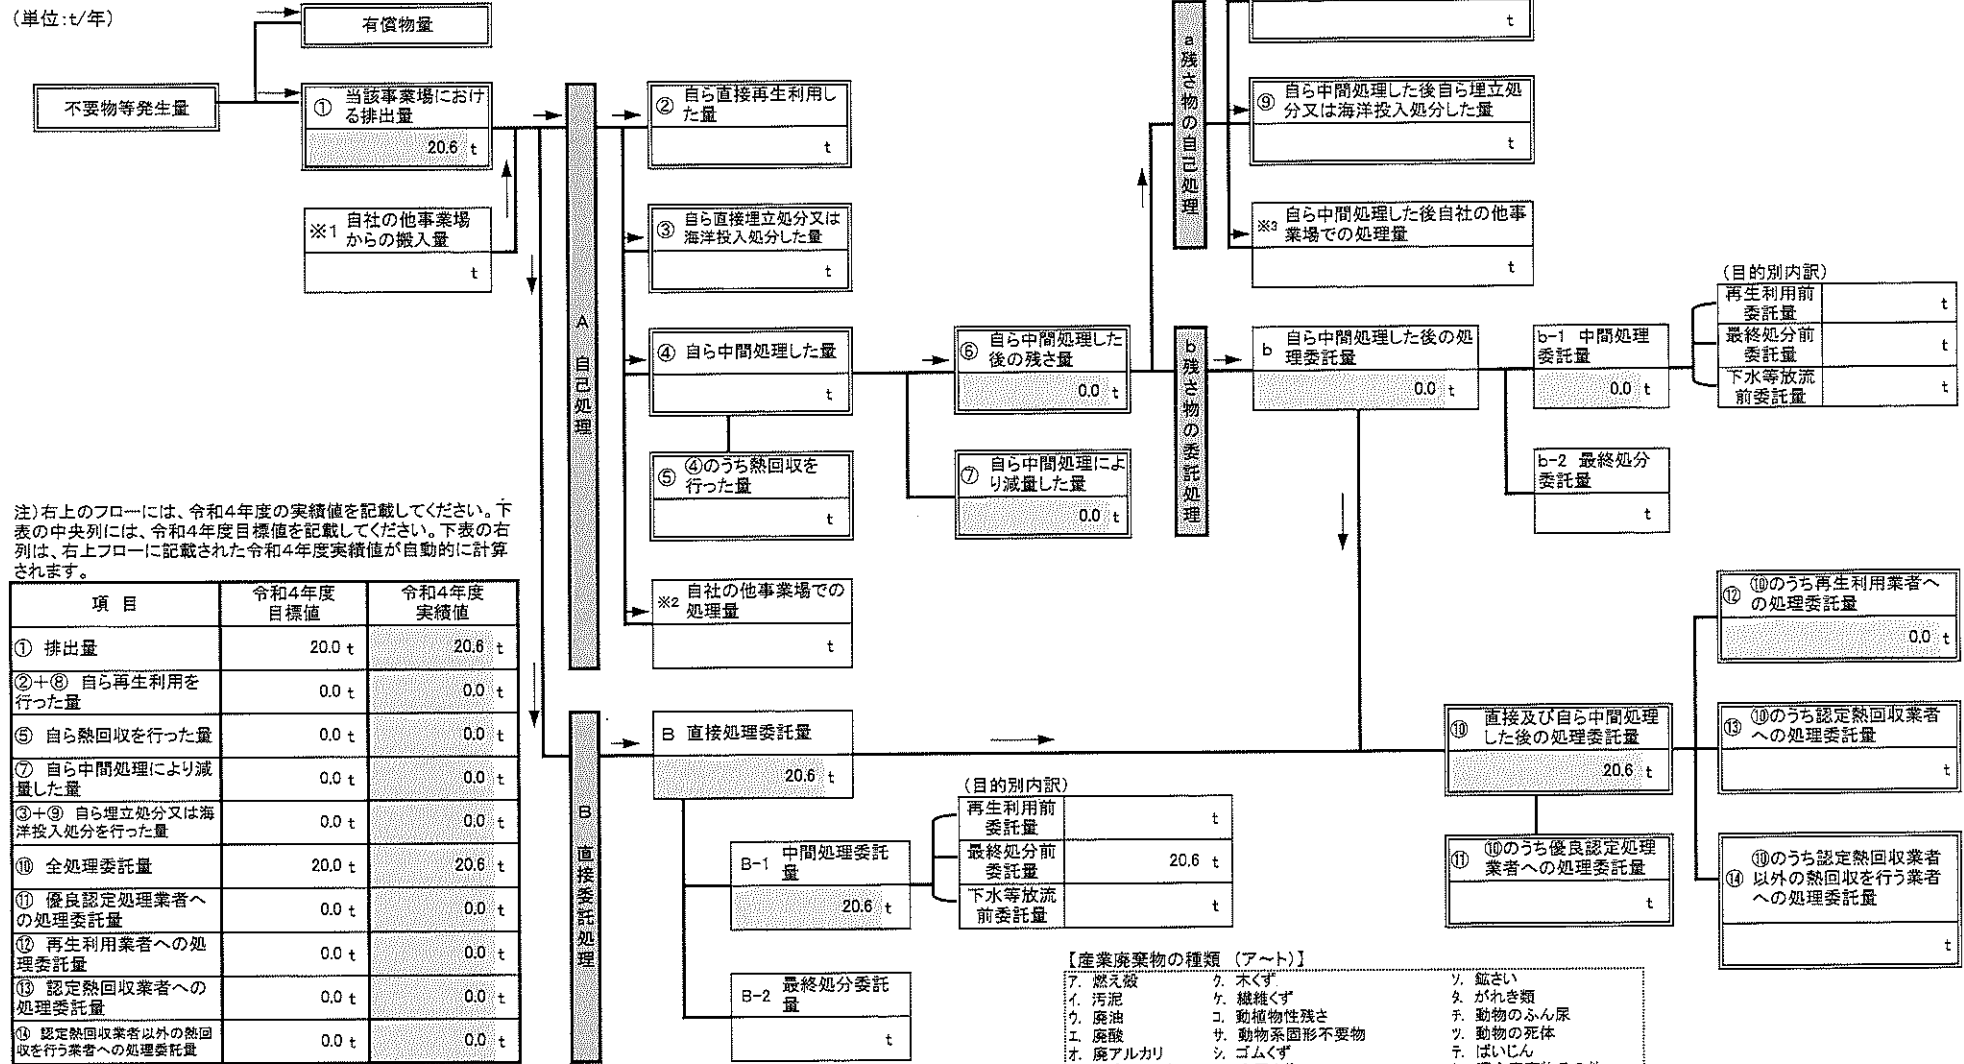 (単位:t/年)
有償物量
不要物等発生量
① 当該事業場におけ
る排出量
20.6 t
※1 自社の他事業場
からの搬入量
t
A 自己処理
② 自ら直接再生利用し
た量
t
③ 自ら直接埋立処分又は
海洋投入処分した量
t
④ 自ら中間処理した量
t
⑤ ④のうち熱回収を
行った量
t
※2 自社の他事業場での
処理量
t
⑥ 自ら中間処理した
後の残さ量
0.0 t
⑦ 自ら中間処理によ
り減量した量
0.0 t
a 残さ物の自己処理
t
⑨ 自ら中間処理した後自ら埋立処
分又は海洋投入処分した量
t
※3 自ら中間処理した後自社の他事
業場での処理量
t
b 残さ物の委託処理
b 自ら中間処理した後の処
理委託量
0.0 t
b-1 中間処理
委託量
0.0 t
b-2 最終処分
委託量
t
(目的別内訳)
再生利用前
委託量
t
最終処分前
委託量
t
下水等放流
前委託量
t
注)右上のフローには、令和4年度の実績値を記載してください。下
表の中央列には、令和4年度目標値を記載してください。下表の右
列は、右上フローに記載された令和4年度実績値が自動的に計算
されます。
項 目 令和4年度目標値 令和4年度実績値
① 排出量 20.0 t 20.6 t
②+⑧ 自ら再生利用を
行った量 0.0 t 0.0 t
⑤ 自ら熱回収を行った量 0.0 t 0.0 t
⑦ 自ら中間処理により減
量した量 0.0 t 0.0 t
③+⑨ 自ら埋立処分又は海
洋投入処分を行った量 0.0 t 0.0 t
⑩ 全処理委託量 20.0 t 20.6 t
⑪ 優良認定処理業者へ
の処理委託量 0.0 t 0.0 t
⑫ 再生利用業者への処
理委託量 0.0 t 0.0 t
⑬ 認定熱回収業者への
処理委託量 0.0 t 0.0 t
⑭ 認定熱回収業者以外の熱回
収を行う業者への処理委託量 0.0 t 0.0 t
B 直接委託処理
B 直接処理委託量
20.6 t
B-1 中間処理委託
量
20.6 t
B-2 最終処分委託
量
t
(目的別内訳)
再生利用前
委託量
t
最終処分前
委託量
20.6 t
下水等放流
前委託量
t
⑩ 直接及び自ら中間処理
した後の処理委託量
20.6 t
⑪ ⑩のうち優良認定処理
業者への処理委託量
t
⑫ ⑩のうち再生利用業者へ
の処理委託量
0.0 t
⑬ ⑩のうち認定熱回収業者
への処理委託量
t
⑭ ⑩のうち認定熱回収業者
以外の熱回収を行う業者
への処理委託量
t
【産業廃棄物の種類 (ア~ト)】
ア. 燃え殻 ク. 木くず ソ. 鉱さい
イ. 汚泥 ケ. 繊維くず タ. がれき類
ウ. 廃油 コ. 動植物性残さ チ. 動物のふん尿
エ. 廃酸 サ. 動物系固形不要物 ツ. 動物の死体
オ. 廃アルカリ シ. ゴムくず テ. ばいじん